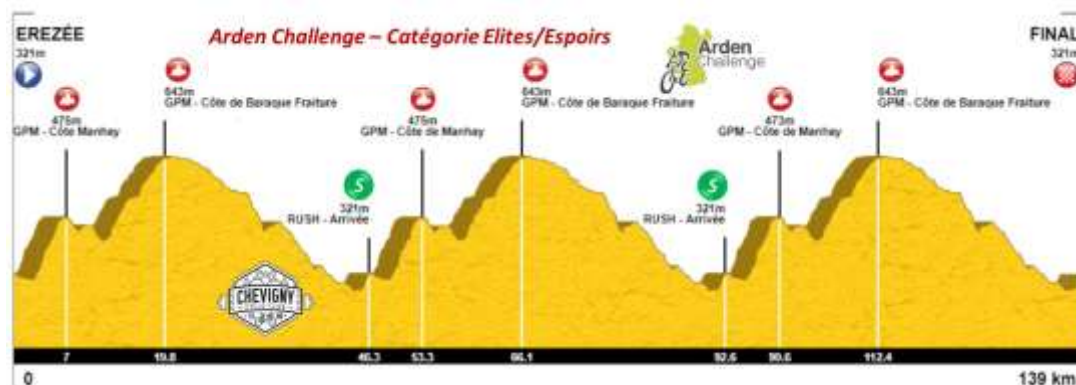 EREZÉE
321m
Arden Challenge – Catégorie Elites/Espoirs
Arden
Challenge
FINAL
321m
475m
GPM - Côte Manhay
643m
GPM - Côte de Baraque Fraiture
321m
RUSH - Arrivée
475m
GPM - Côte de Manhay
643m
GPM - Côte de Baraque Fraiture
321m
RUSH - Arrivée
473m
GPM - Côte de Manhay
643m
GPM - Côte de Baraque Fraiture
S
S
CHEVIGNY
7 19.8 46.3 53.3 66.1 92.6 99.6 112.4
0 139 km